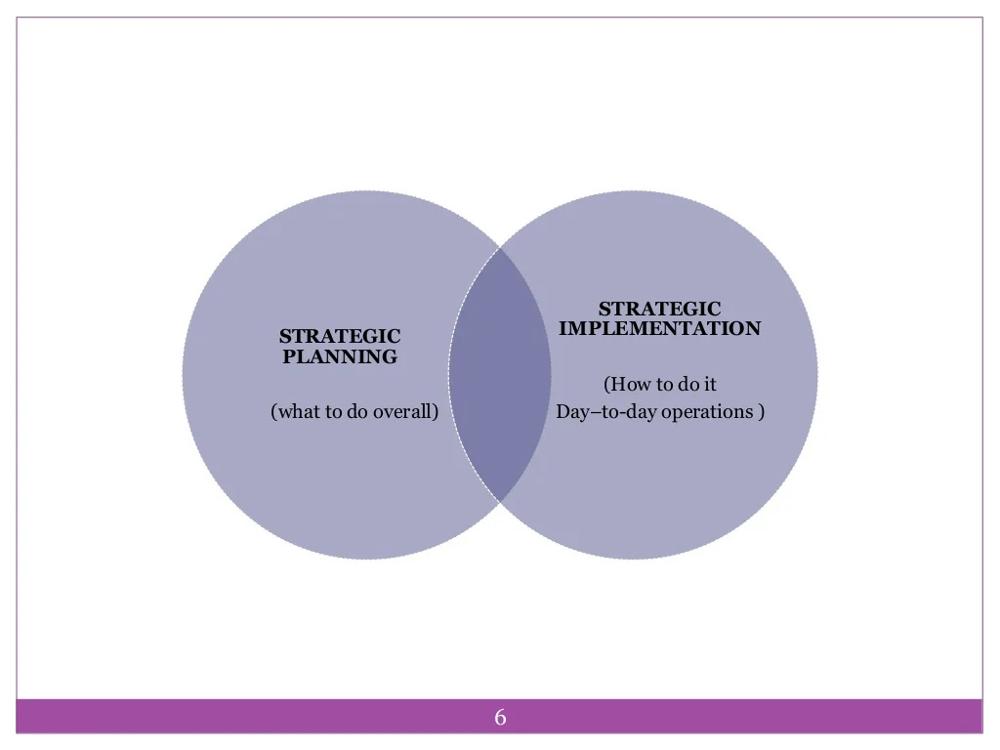 STRATEGIC
PLANNING
(what to do overall)
STRATEGIC
IMPLEMENTATION
(How to do it
Day–to-day operations )
6